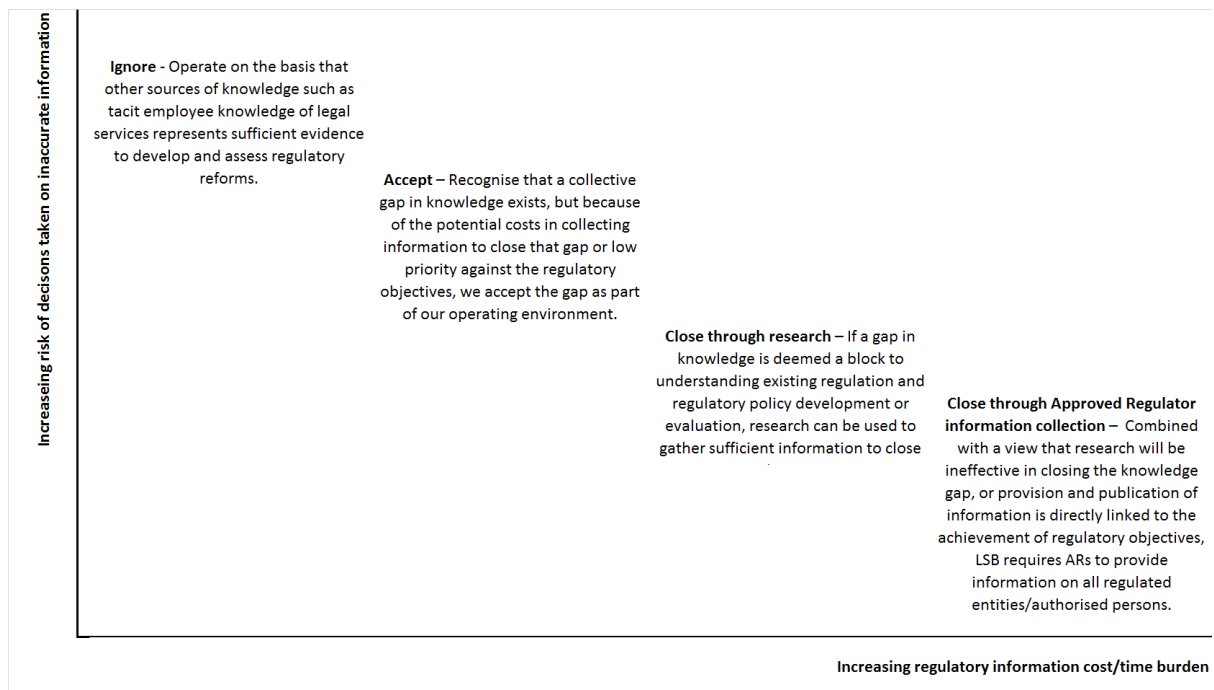 Increaseing risk of decisons taken on inaccurate information
Ignore - Operate on the basis that
other sources of knowledge such as
tacit employee knowledge of legal
services represents sufficient evidence
to develop and assess regulatory
reforms.
Accept – Recognise that a collective
gap in knowledge exists, but because
of the potential costs in collecting
information to close that gap or low
priority against the regulatory
objectives, we accept the gap as part
of our operating environment.
Close through research – If a gap in
knowledge is deemed a block to
understanding existing regulation and
regulatory policy development or
evaluation, research can be used to
gather sufficient information to close
Close through Approved Regulator
information collection – Combined
with a view that research will be
ineffective in closing the knowledge
gap, or provision and publication of
information is directly linked to the
achievement of regulatory objectives,
LSB requires ARs to provide
information on all regulated
entities/authorised persons.
Increasing regulatory information cost/time burden